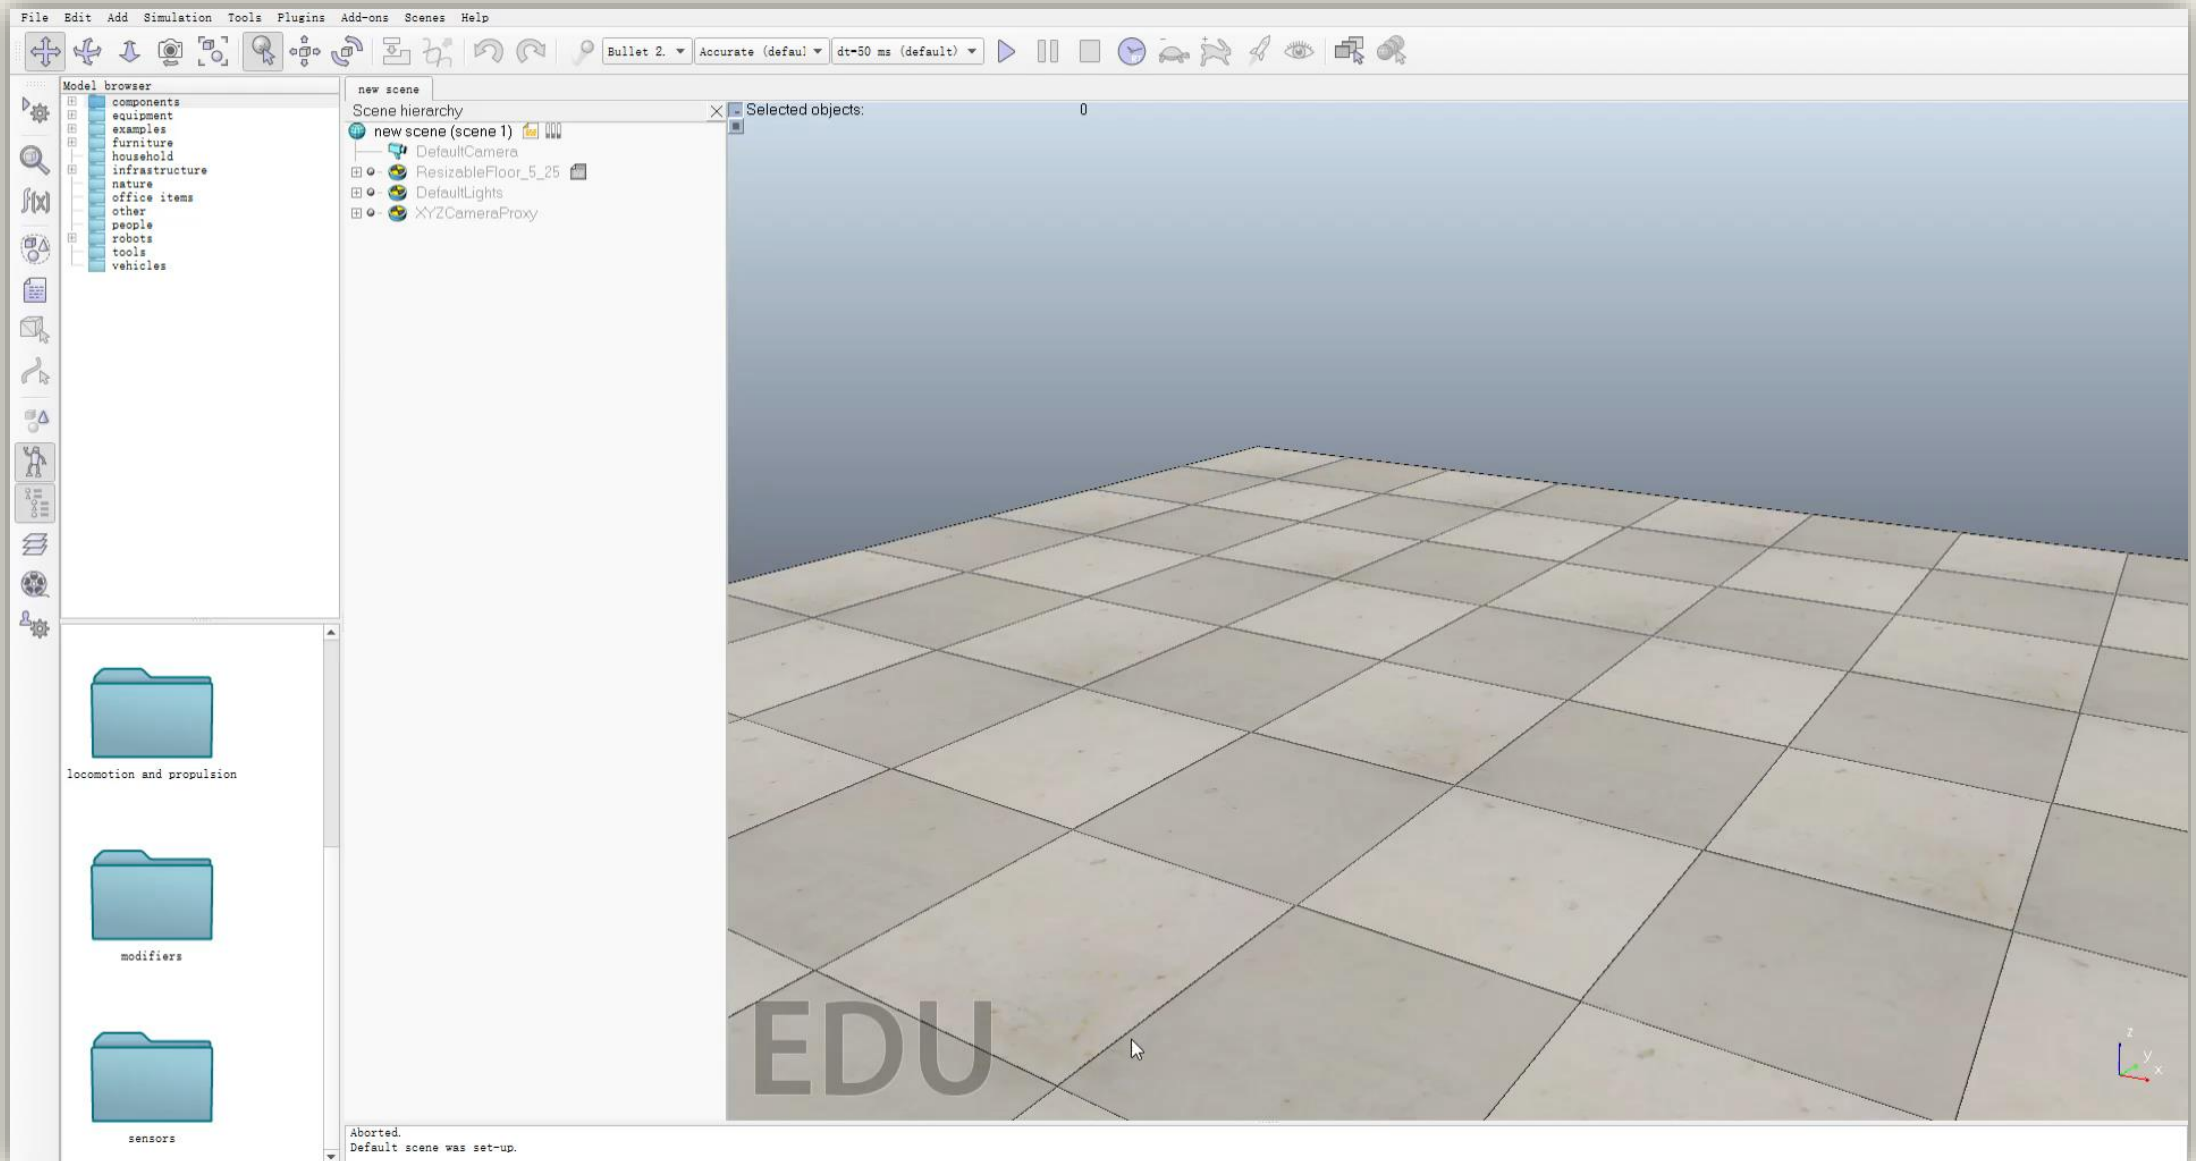 File Edit Add Simulation Tools Plugins Add-ons Scenes Help
Bullet 2. Accurate (defaul dt=50 ms (default)
Model browser
components
equipment
examples
furniture
household
infrastructure
nature
office items
other
people
robots
tools
vehicles
locomotion and propulsion
modifiers
sensors
new scene
Scene hierarchy
new scene (scene 1)
DefaultCamera
ResizableFloor_5_25
DefaultLights
XYZCameraProxy
Selected objects: 0
EDU
z
y
x
Aborted.
Default scene was set-up.
f(x)